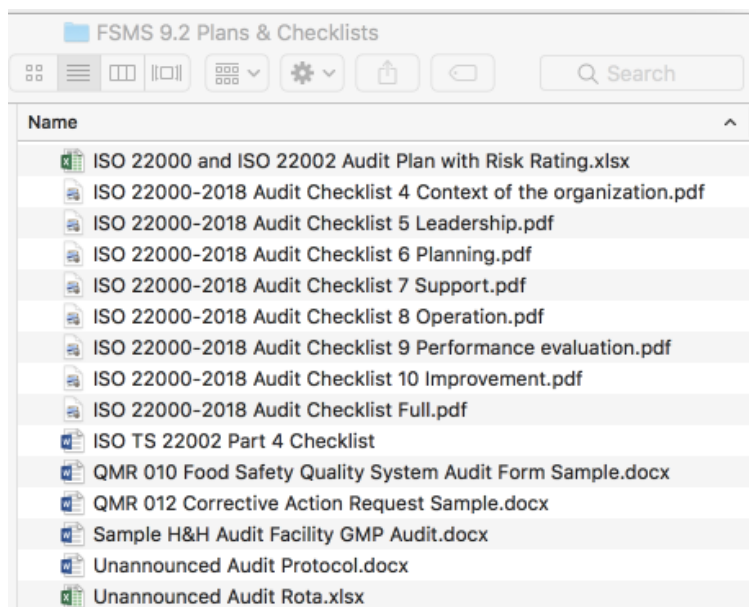 FSMS 9.2 Plans & Checklists
Search
Name
ISO 22000 and ISO 22002 Audit Plan with Risk Rating.xlsx
ISO 22000-2018 Audit Checklist 4 Context of the organization.pdf
ISO 22000-2018 Audit Checklist 5 Leadership.pdf
ISO 22000-2018 Audit Checklist 6 Planning.pdf
ISO 22000-2018 Audit Checklist 7 Support.pdf
ISO 22000-2018 Audit Checklist 8 Operation.pdf
ISO 22000-2018 Audit Checklist 9 Performance evaluation.pdf
ISO 22000-2018 Audit Checklist 10 Improvement.pdf
ISO 22000-2018 Audit Checklist Full.pdf
ISO TS 22002 Part 4 Checklist
QMR 010 Food Safety Quality System Audit Form Sample.docx
QMR 012 Corrective Action Request Sample.docx
Sample H&H Audit Facility GMP Audit.docx
Unannounced Audit Protocol.docx
Unannounced Audit Rota.xlsx